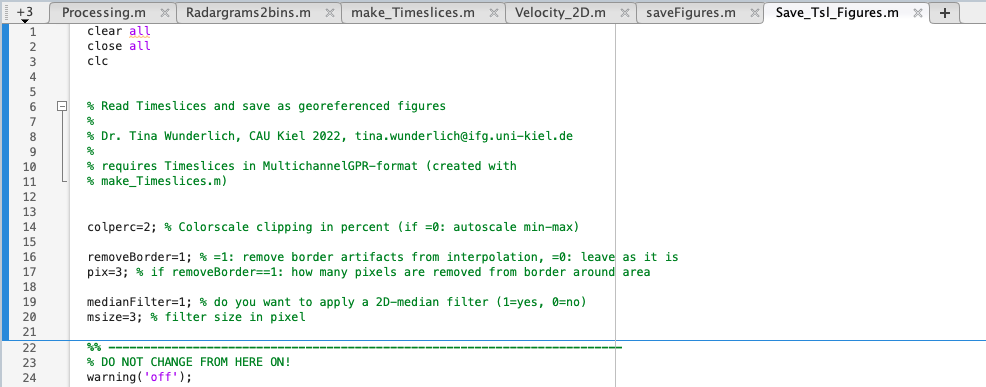 +3 Processing.m Radargrams2bins.m make_Timeslices.m Velocity_2D.m saveFigures.m Save_Tsl_Figures.m +
1 clear all
2 close all
3 clc
4
5
6 % Read Timeslices and save as georeferenced figures
7 %
8 % Dr. Tina Wunderlich, CAU Kiel 2022, tina.wunderlich@ifg.uni-kiel.de
9 %
10 % requires Timeslices in MultichannelGPR-format (created with
11 % make_Timeslices.m)
12
13
14 colperc=2; % Colorscale clipping in percent (if =0: autoscale min-max)
15
16 removeBorder=1; % =1: remove border artifacts from interpolation, =0: leave as it is
17 pix=3; % if removeBorder==1: how many pixels are removed from border around area
18
19 medianFilter=1; % do you want to apply a 2D-median filter (1=yes, 0=no)
20 msize=3; % filter size in pixel
21
22 %% --------------------------------------------------------------------------
23 % DO NOT CHANGE FROM HERE ON!
24 warning('off');